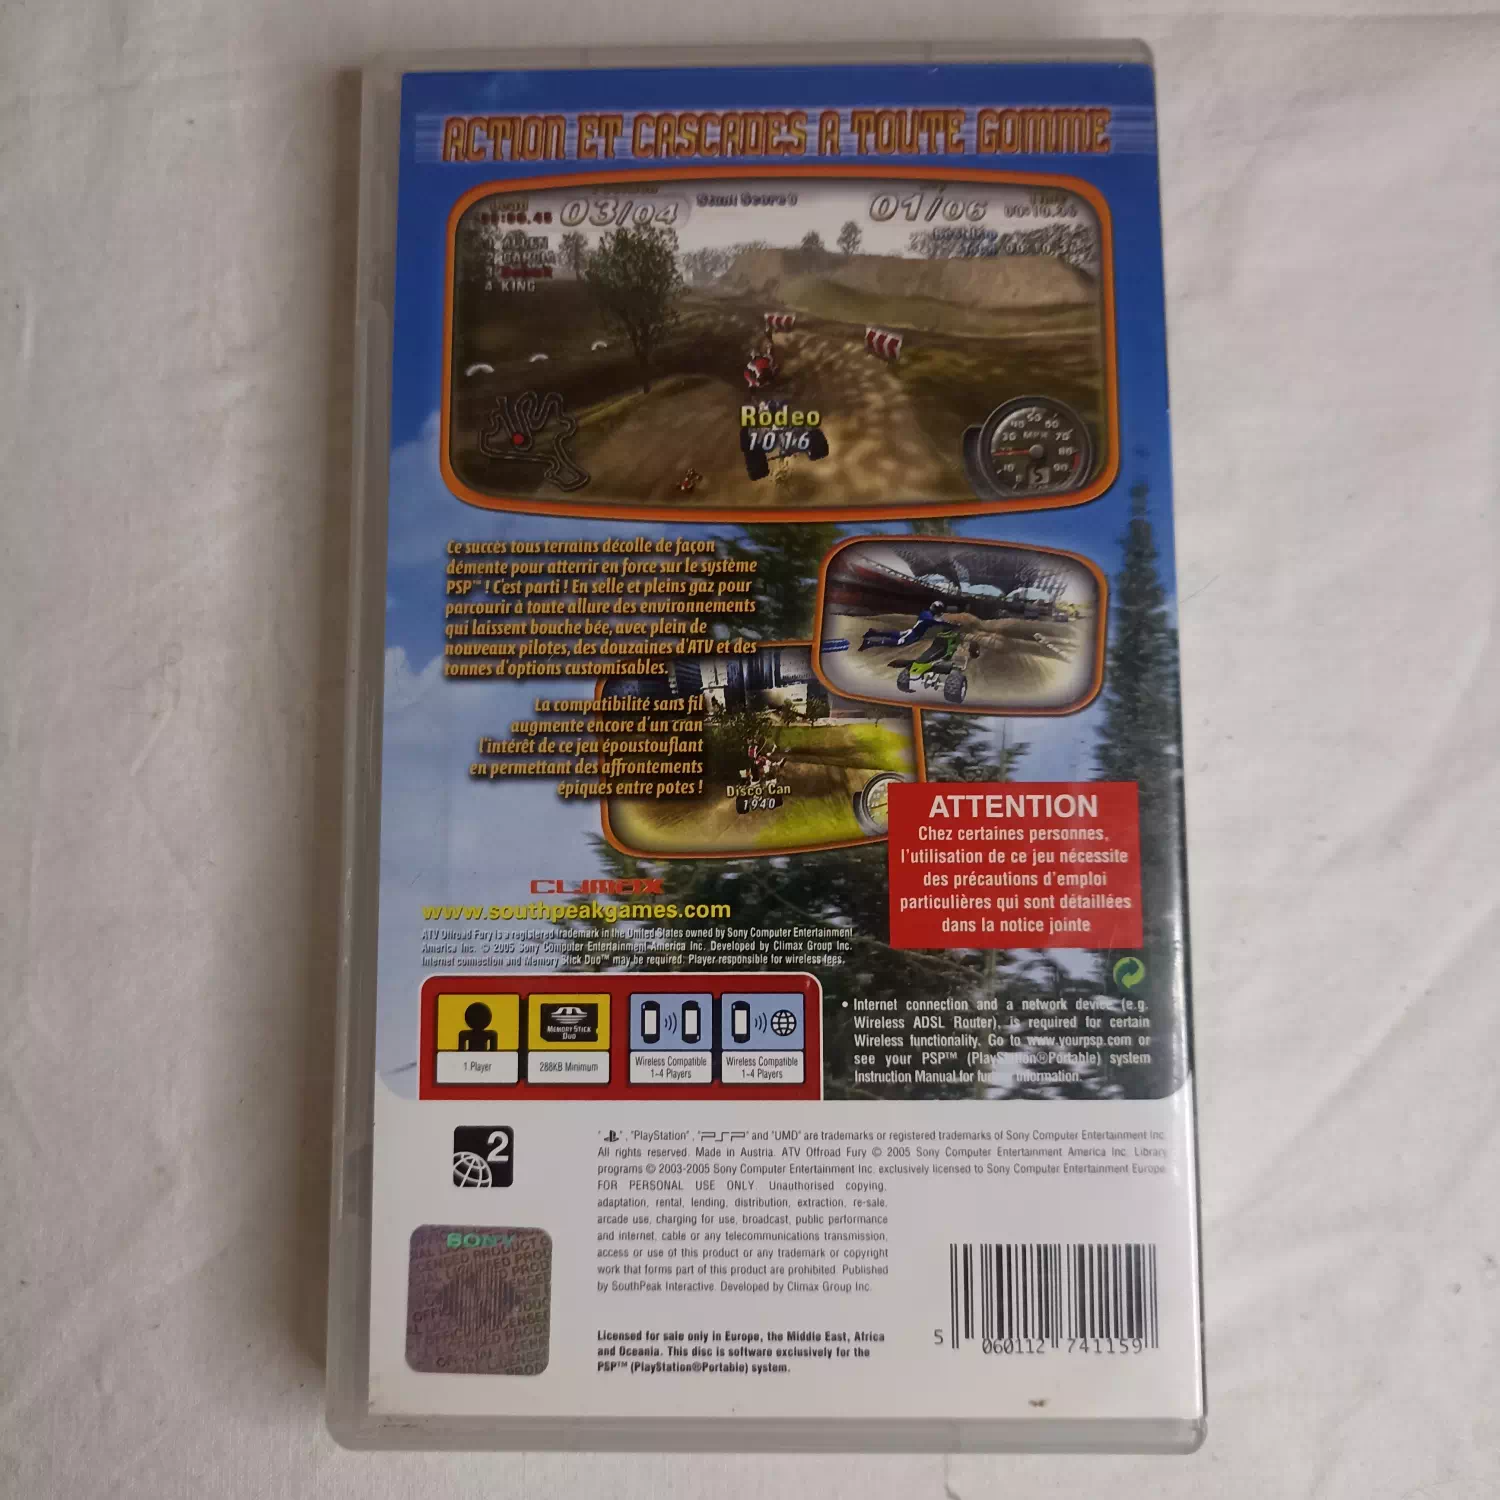 ACTION ET CASCADES A TOUTE GOMME
03/04
Stunt Score 0
01/06
4 KING
Rodeo
1016
Ce succès tous terrains décolle de façon
démente pour atterrir en force sur le système
PSP™ ! C'est parti ! En selle et pleins gaz pour
parcourir à toute allure des environnements
qui laissent bouche bée, avec plein de
nouveaux pilotes, des douzaines d'ATV et des
tonnes d'options customisables.
La compatibilité sans fil
augmente encore d'un cran
l'intérêt de ce jeu époustouflant
en permettant des affrontements
épiques entre potes !
Disco Can
1940
ATTENTION
Chez certaines personnes,
l'utilisation de ce jeu nécessite
des précautions d'emploi
particulières qui sont détaillées
dans la notice jointe
CLIMAX
www.southpeakgames.com
ATV Offroad Fury is a registered trademark in the United States owned by Sony Computer Entertainment
America Inc. © 2005 Sony Computer Entertainment America Inc. Developed by Climax Group Inc.
Internet connection and Memory Stick Duo™ may be required. Player responsible for wireless fees.
MEMORY STICK
DUO
1 Player
288KB Minimum
Wireless Compatible
1-4 Players
Wireless Compatible
1-4 Players
• Internet connection and a network device (e.g.
Wireless ADSL Router), is required for certain
Wireless functionality. Go to www.yourpsp.com or
see your PSP™ (PlayStation®Portable) system
Instruction Manual for further information.
2
" ", "PlayStation", "PSP" and "UMD" are trademarks or registered trademarks of Sony Computer Entertainment Inc.
All rights reserved. Made in Austria. ATV Offroad Fury © 2005 Sony Computer Entertainment America Inc. Library
programs © 2003-2005 Sony Computer Entertainment Inc. exclusively licensed to Sony Computer Entertainment Europe.
FOR PERSONAL USE ONLY. Unauthorised copying,
adaptation, rental, lending, distribution, extraction, re-sale,
arcade use, charging for use, broadcast, public performance
and internet, cable or any telecommunications transmission,
access or use of this product or any trademark or copyright
work that forms part of this product are prohibited. Published
by SouthPeak Interactive. Developed by Climax Group Inc.
SONY
Licensed for sale only in Europe, the Middle East, Africa
and Oceania. This disc is software exclusively for the
PSP™ (PlayStation®Portable) system.
5 060112 741159